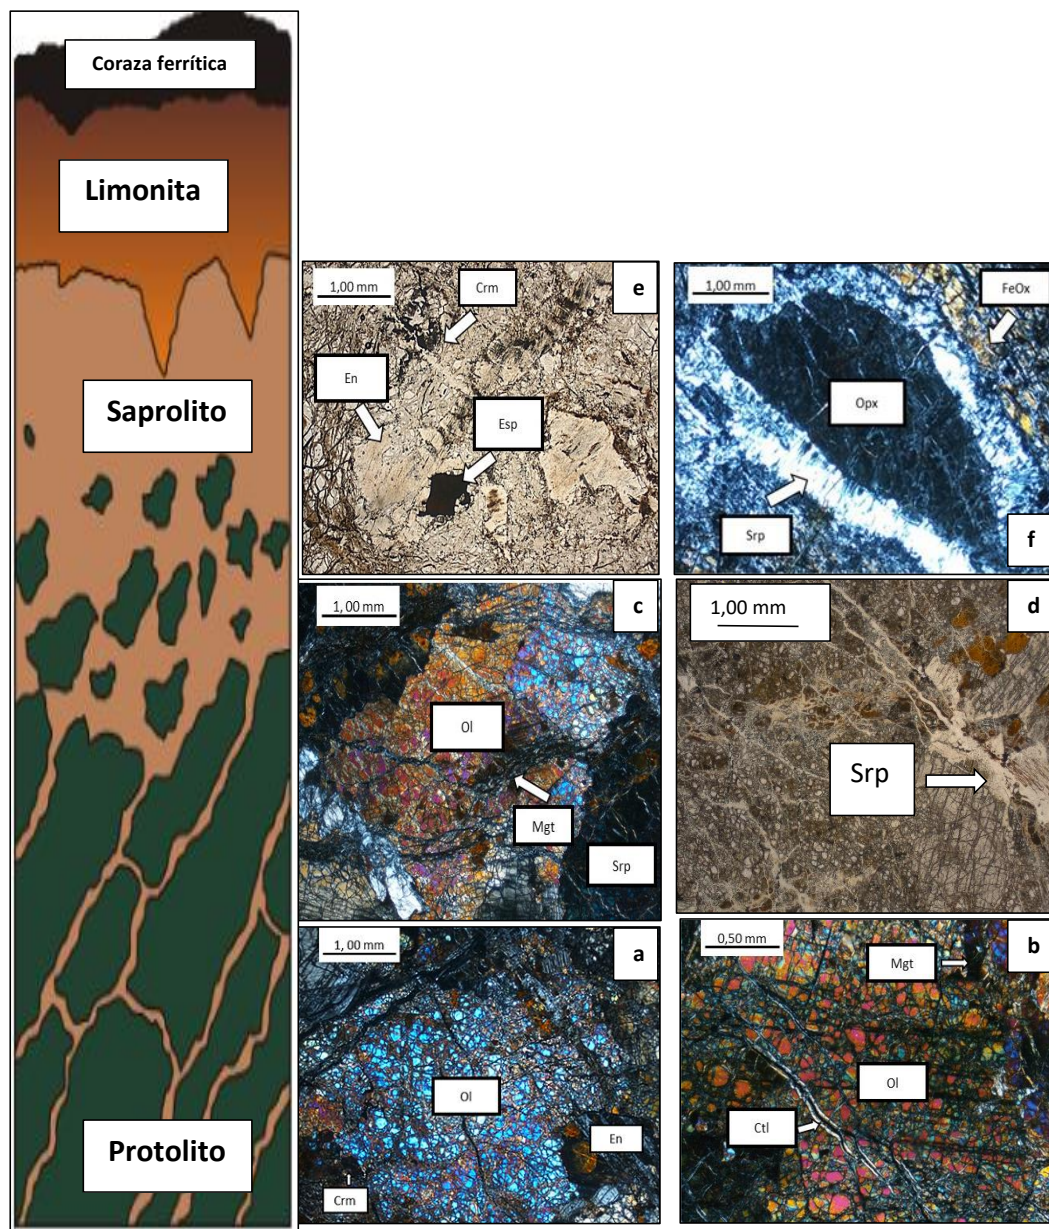 Coraza ferrítica
Limonita
Saprolito
Protolito
1,00 mm
e
Crm
En
Esp
1,00 mm
FeOx
Opx
Srp
f
1,00 mm
c
Ol
Mgt
Srp
1,00 mm
d
Srp
1,00 mm
a
Ol
En
Crm
0,50 mm
b
Mgt
Ol
Ctl